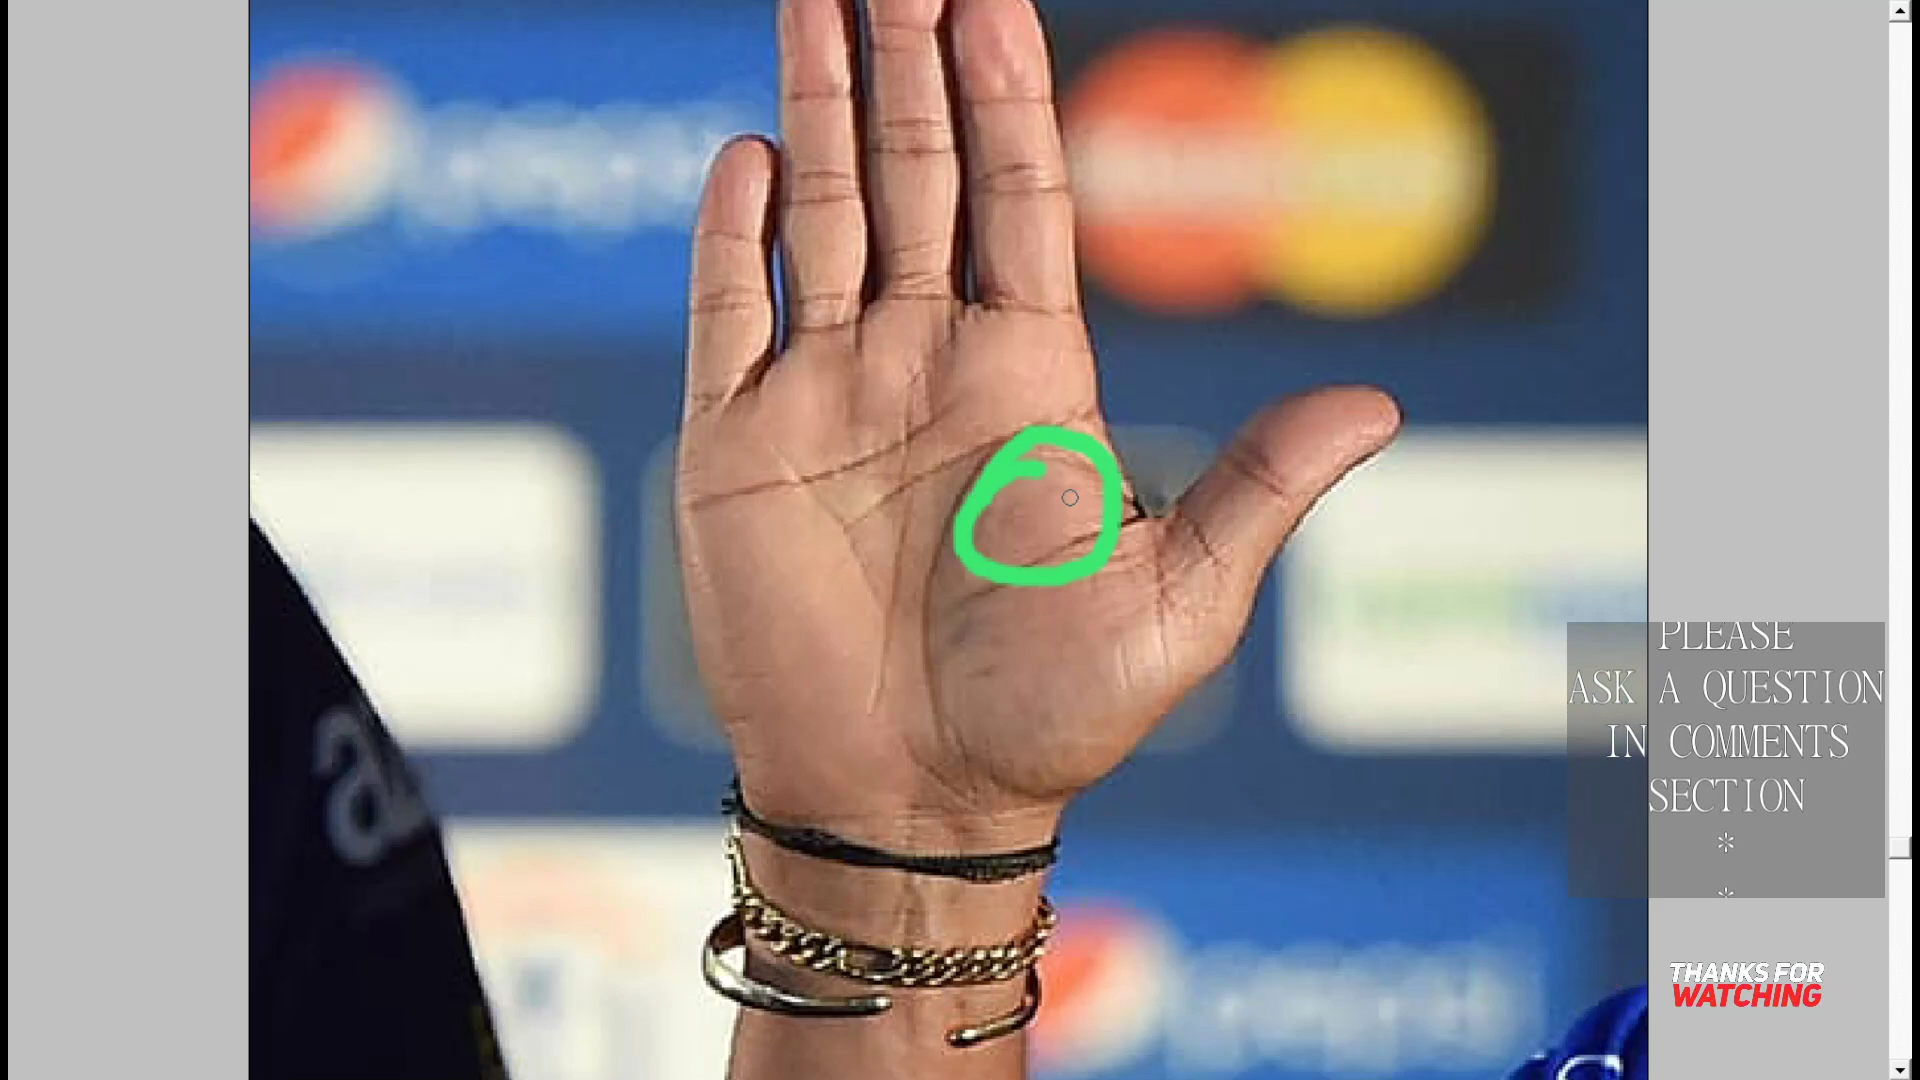 PLEASE
ASK A QUESTION
IN COMMENTS
SECTION
*
*
THANKS FOR
WATCHING